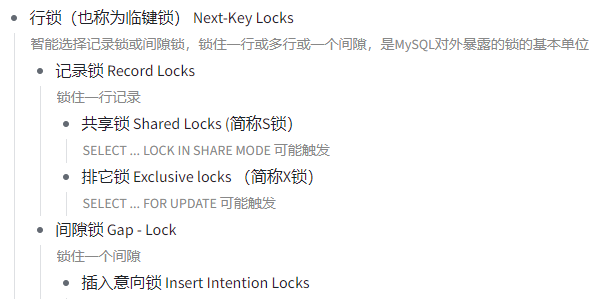 行锁（也称为临键锁） Next-Key Locks
智能选择记录锁或间隙锁，锁住一行或多行或一个间隙，是MySQL对外暴露的锁的基本单位
记录锁 Record Locks
锁住一行记录
共享锁 Shared Locks (简称S锁）
SELECT ... LOCK IN SHARE MODE 可能触发
排它锁 Exclusive locks （简称X锁）
SELECT ... FOR UPDATE 可能触发
间隙锁 Gap - Lock
锁住一个间隙
插入意向锁 Insert Intention Locks